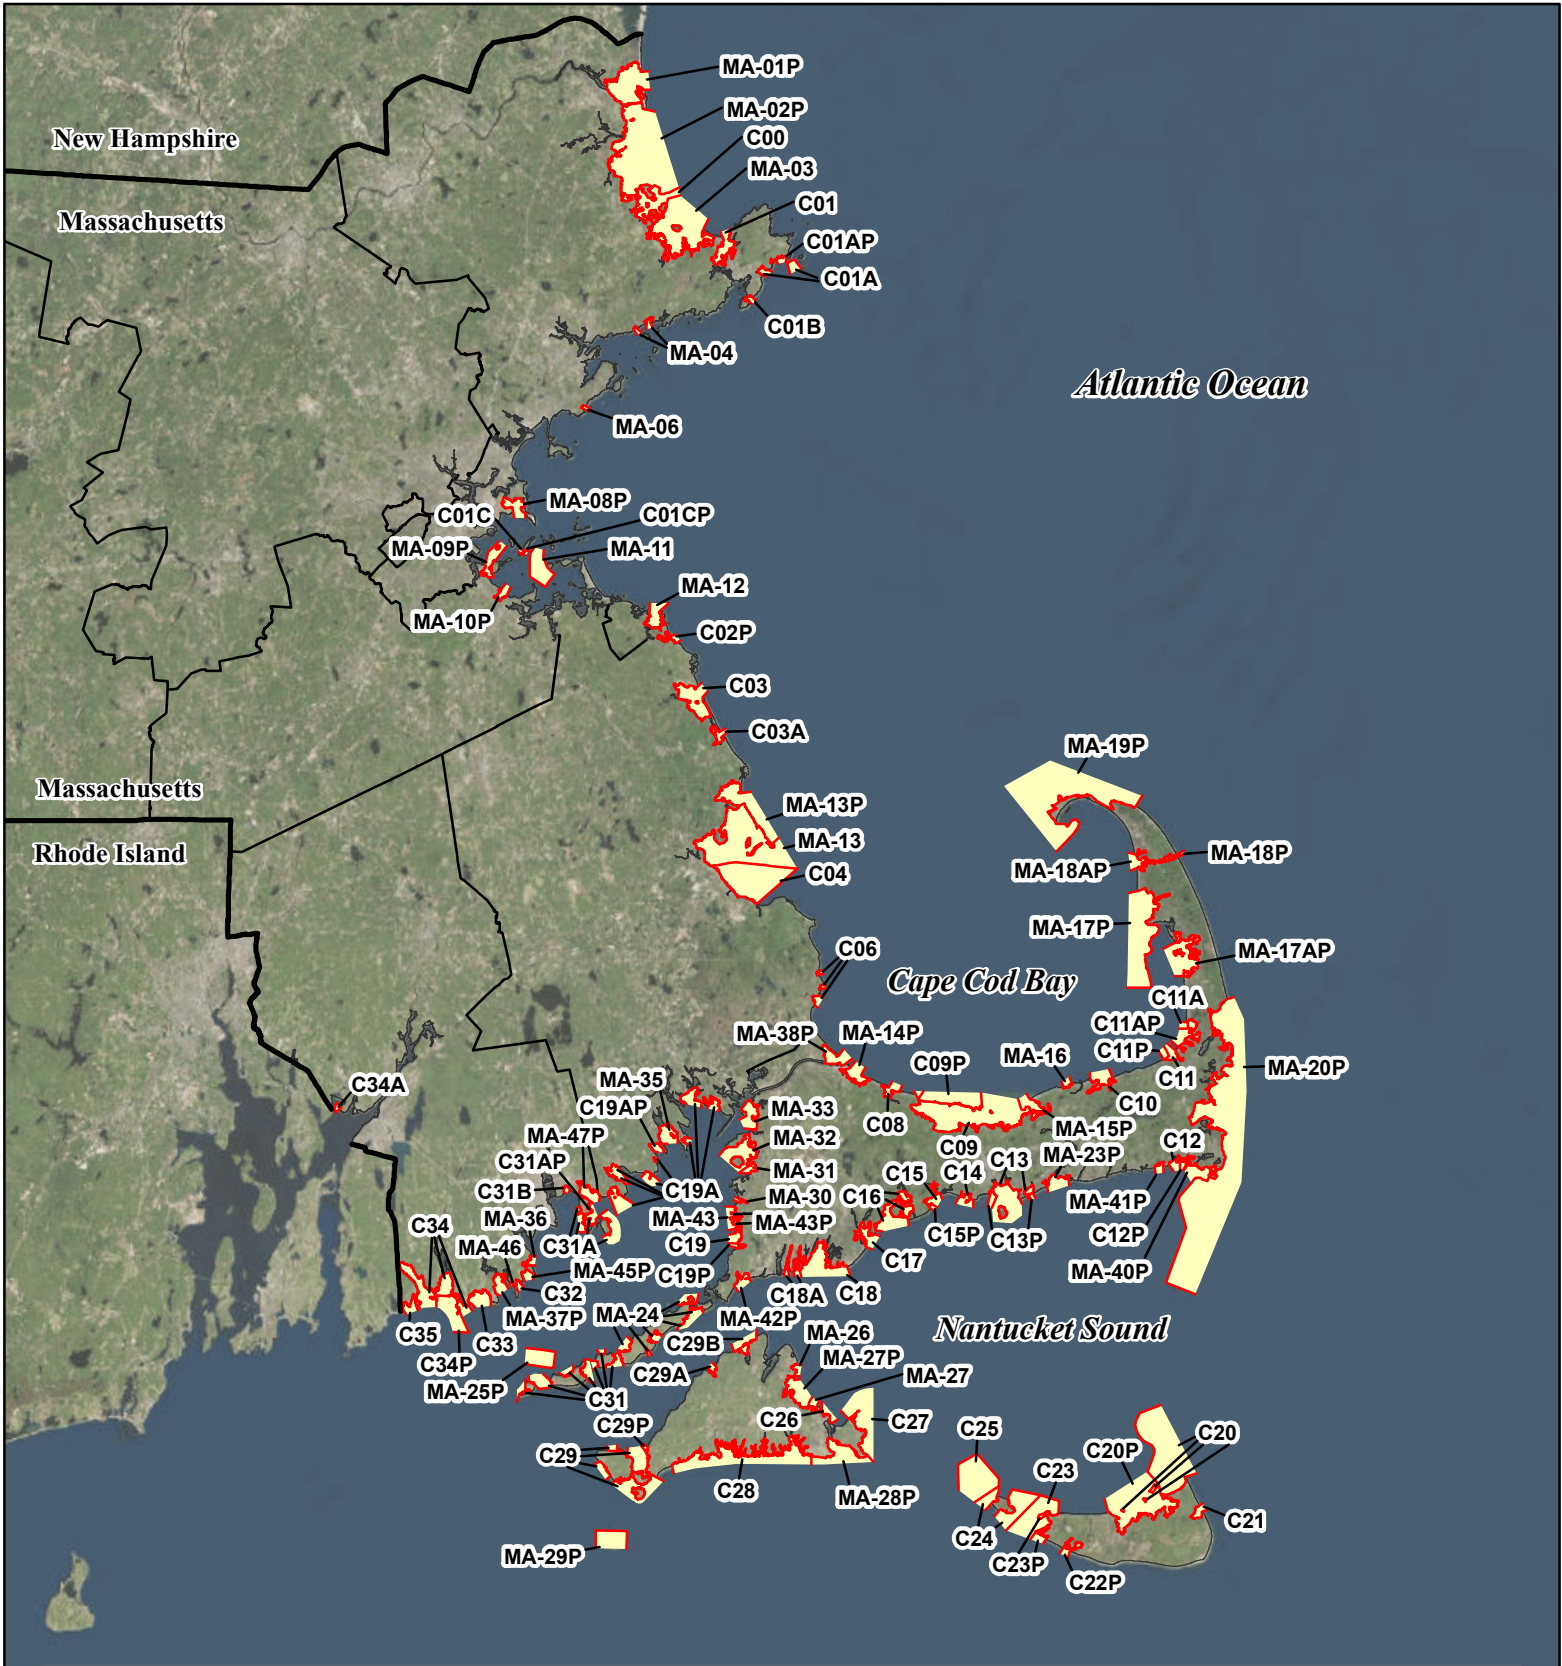 MA-01P
MA-02P
New Hampshire
C00
MA-03
C01
Massachusetts
C01AP
C01A
C01B
MA-04
Atlantic Ocean
MA-06
MA-08P
C01C
C01CP
MA-09P
MA-11
MA-12
MA-10P
C02P
C03
C03A
MA-19P
Massachusetts
MA-13P
MA-13
Rhode Island
MA-18P
MA-18AP
C04
MA-17P
MA-17AP
C06
Cape Cod Bay
C11A
C11AP
MA-38P
MA-14P
C11P
MA-16
C09P
C11
MA-20P
MA-35
C34A
C19AP
C10
MA-33
C08
MA-15P
MA-47P
MA-32
C09
C12
C31AP
MA-31
C14
C13
MA-23P
C15
C31B
C19A
C16
MA-30
MA-41P
MA-36
MA-43
C34
MA-43P
C15P
C12P
MA-46
C31A
C19
C13P
C17
MA-40P
C19P
MA-45P
C32
C18A
C18
MA-37P
MA-24
MA-42P
C35
C33
C29B
MA-26
Nantucket Sound
C34P
MA-27P
C29A
MA-27
MA-25P
C31
C26
C27
C29P
C25
C20
C29
C20P
C23
C28
MA-28P
C21
C24
MA-29P
C23P
C22P